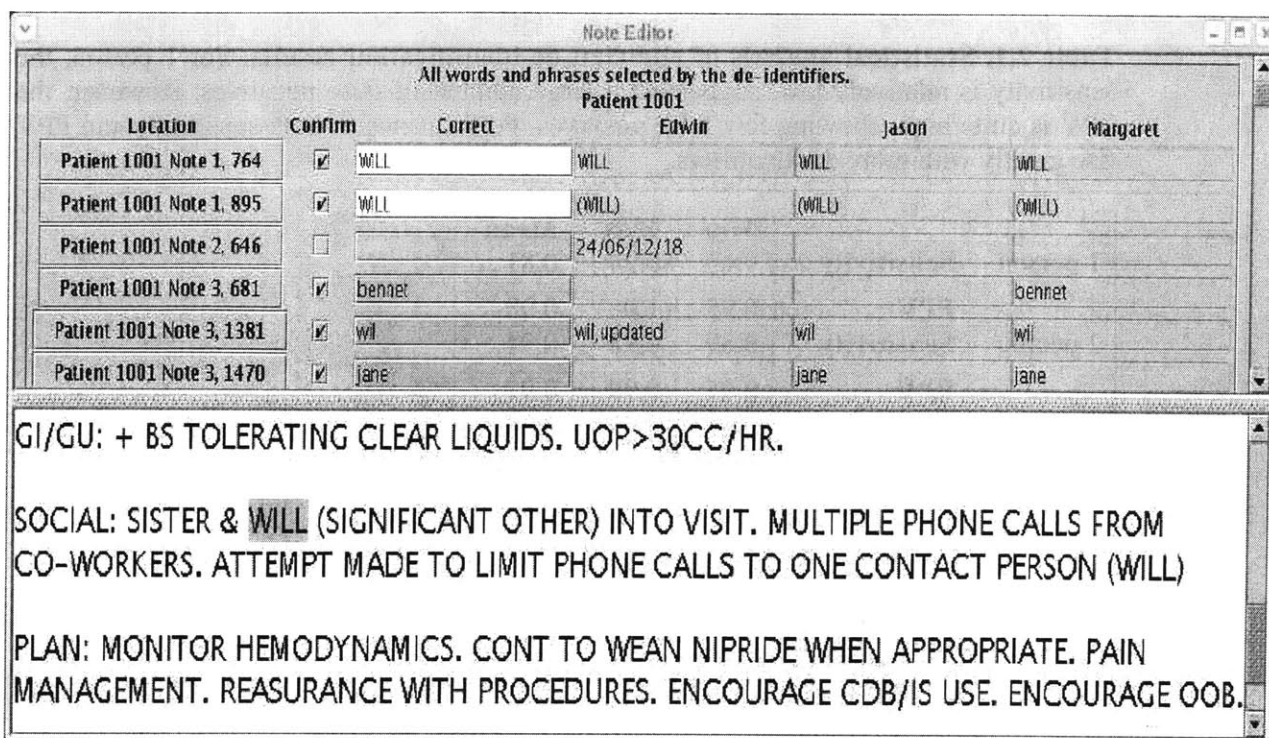 Note Editor
All words and phrases selected by the de-identifiers.
Patient 1001
Location Confirm Correct Edwin Jason Margaret
Patient 1001 Note 1, 764 WILL WILL WILL WILL
Patient 1001 Note 1, 895 WILL (WILL) (WILL) (WILL)
Patient 1001 Note 2, 646 24/06/12/18
Patient 1001 Note 3, 681 bennet bennet
Patient 1001 Note 3, 1381 wil wil,updated wil wil
Patient 1001 Note 3, 1470 jane jane jane
GI/GU: + BS TOLERATING CLEAR LIQUIDS. UOP>30CC/HR.
SOCIAL: SISTER & WILL (SIGNIFICANT OTHER) INTO VISIT. MULTIPLE PHONE CALLS FROM
CO-WORKERS. ATTEMPT MADE TO LIMIT PHONE CALLS TO ONE CONTACT PERSON (WILL)
PLAN: MONITOR HEMODYNAMICS. CONT TO WEAN NIPRIDE WHEN APPROPRIATE. PAIN
MANAGEMENT. REASURANCE WITH PROCEDURES. ENCOURAGE CDB/IS USE. ENCOURAGE OOB.